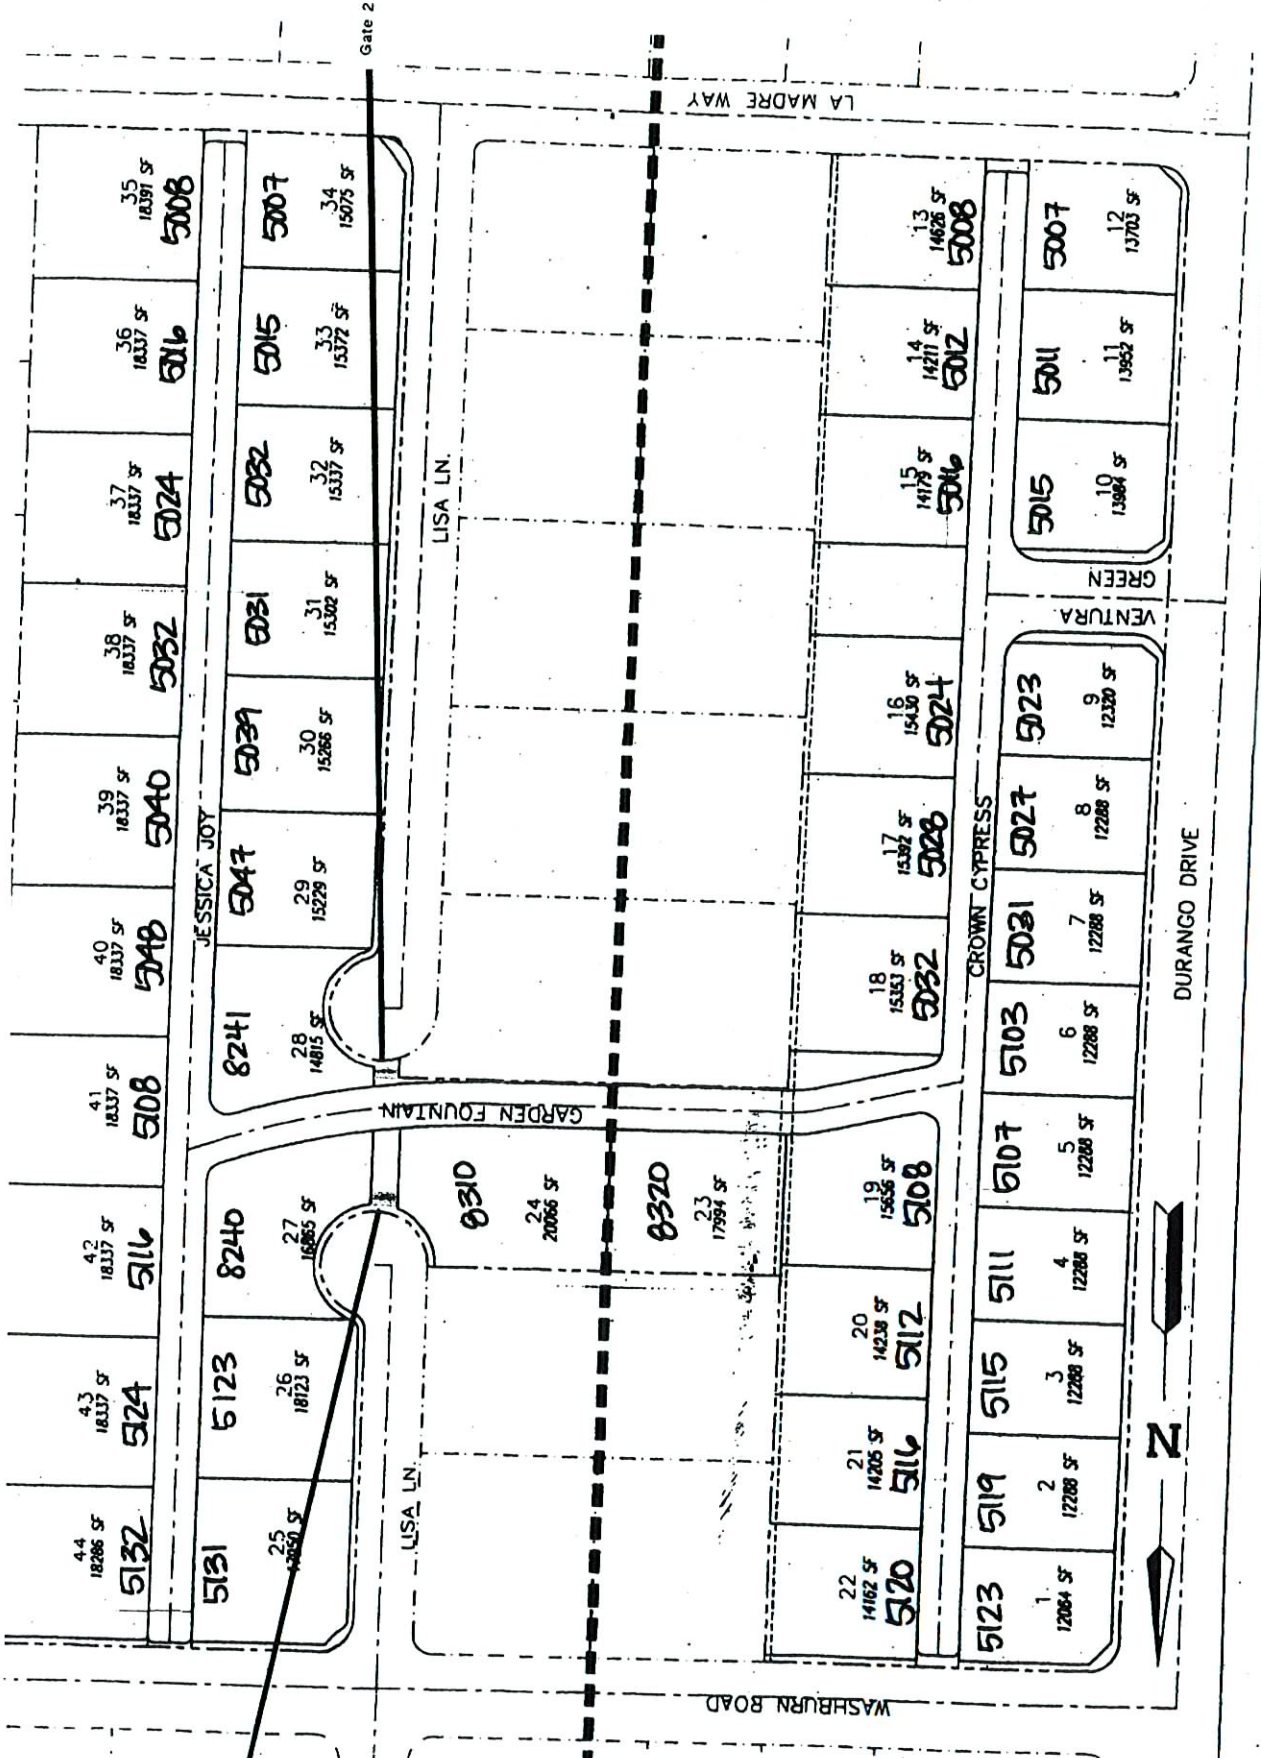 Gate 2
LA MADRE WAY
35
18391 SF
5008
36
18337 SF
5016
37
18337 SF
5024
38
18337 SF
5032
39
18337 SF
5040
40
18337 SF
5048
41
18337 SF
5108
42
18337 SF
5116
43
18337 SF
5124
44
18286 SF
5132
JESSICA JOY
5007
34
15075 SF
5015
33
15372 SF
5032
32
15337 SF
5031
31
15302 SF
5039
30
15266 SF
5047
29
15229 SF
8241
28
14815 SF
8240
27
16865 SF
5123
26
18123 SF
5131
25
LISA LN.
LISA LN.
GARDEN FOUNTAIN
8310
24
20066 SF
8320
23
17994 SF
13
14626 SF
5008
14
14211 SF
5012
15
14179 SF
5016
16
15430 SF
5024
17
15392 SF
5028
18
15353 SF
5032
19
15656 SF
5108
20
14238 SF
5112
21
14205 SF
5116
22
14162 SF
5120
CROWN CYPRESS
5007
12
13703 SF
5011
11
13952 SF
5015
10
13984 SF
VENTURA
GREEN
5023
9
12320 SF
5027
8
12288 SF
5031
7
12288 SF
5103
6
12288 SF
5107
5
12288 SF
5111
4
12288 SF
5115
3
12288 SF
5119
2
12288 SF
5123
1
12064 SF
DURANGO DRIVE
N
WASHBURN ROAD